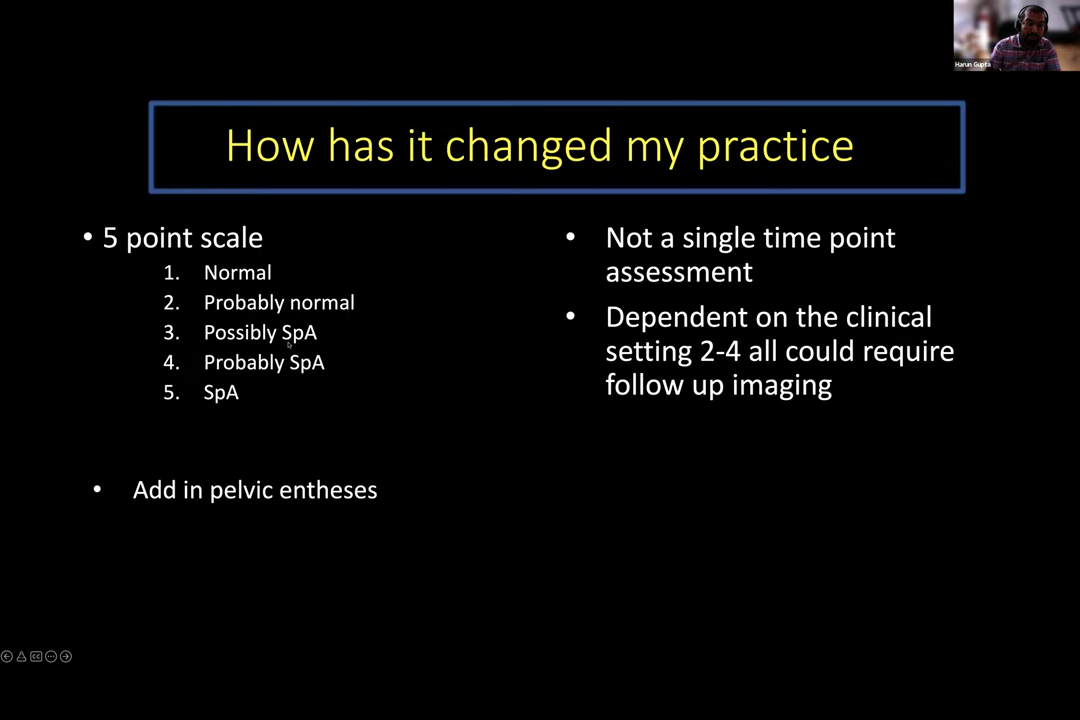 Harun Gupta
How has it changed my practice
• 5 point scale
1. Normal
2. Probably normal
3. Possibly SpA
4. Probably SpA
5. SpA
• Add in pelvic entheses
• Not a single time point
assessment
• Dependent on the clinical
setting 2-4 all could require
follow up imaging